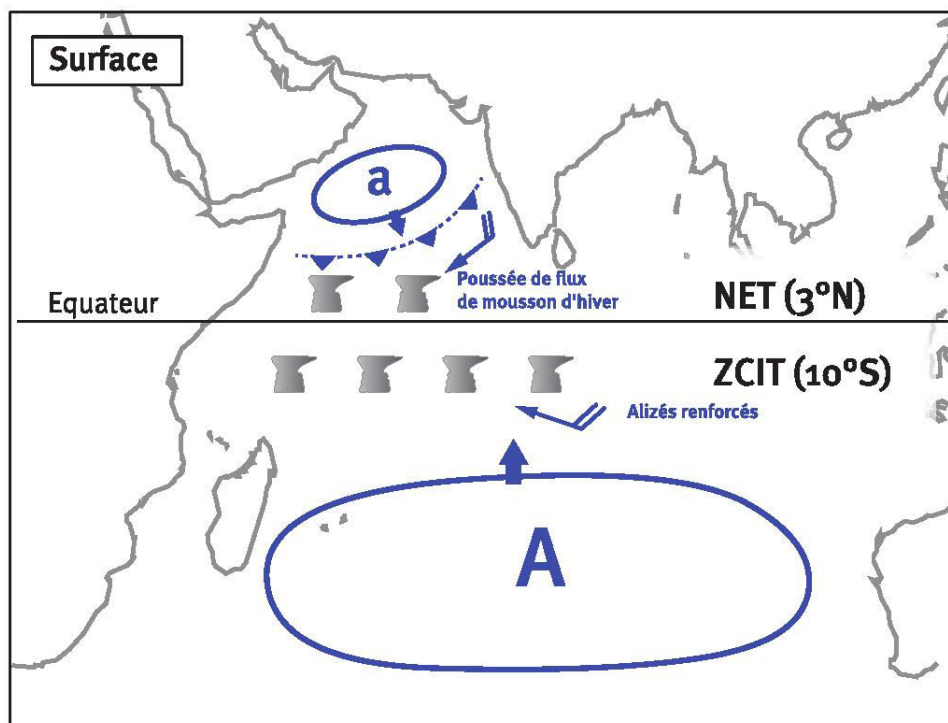 Surface
a
Poussée de flux
de mousson d'hiver
Equateur
NET (3°N)
ZCIT (10°S)
Alizés renforcés
A